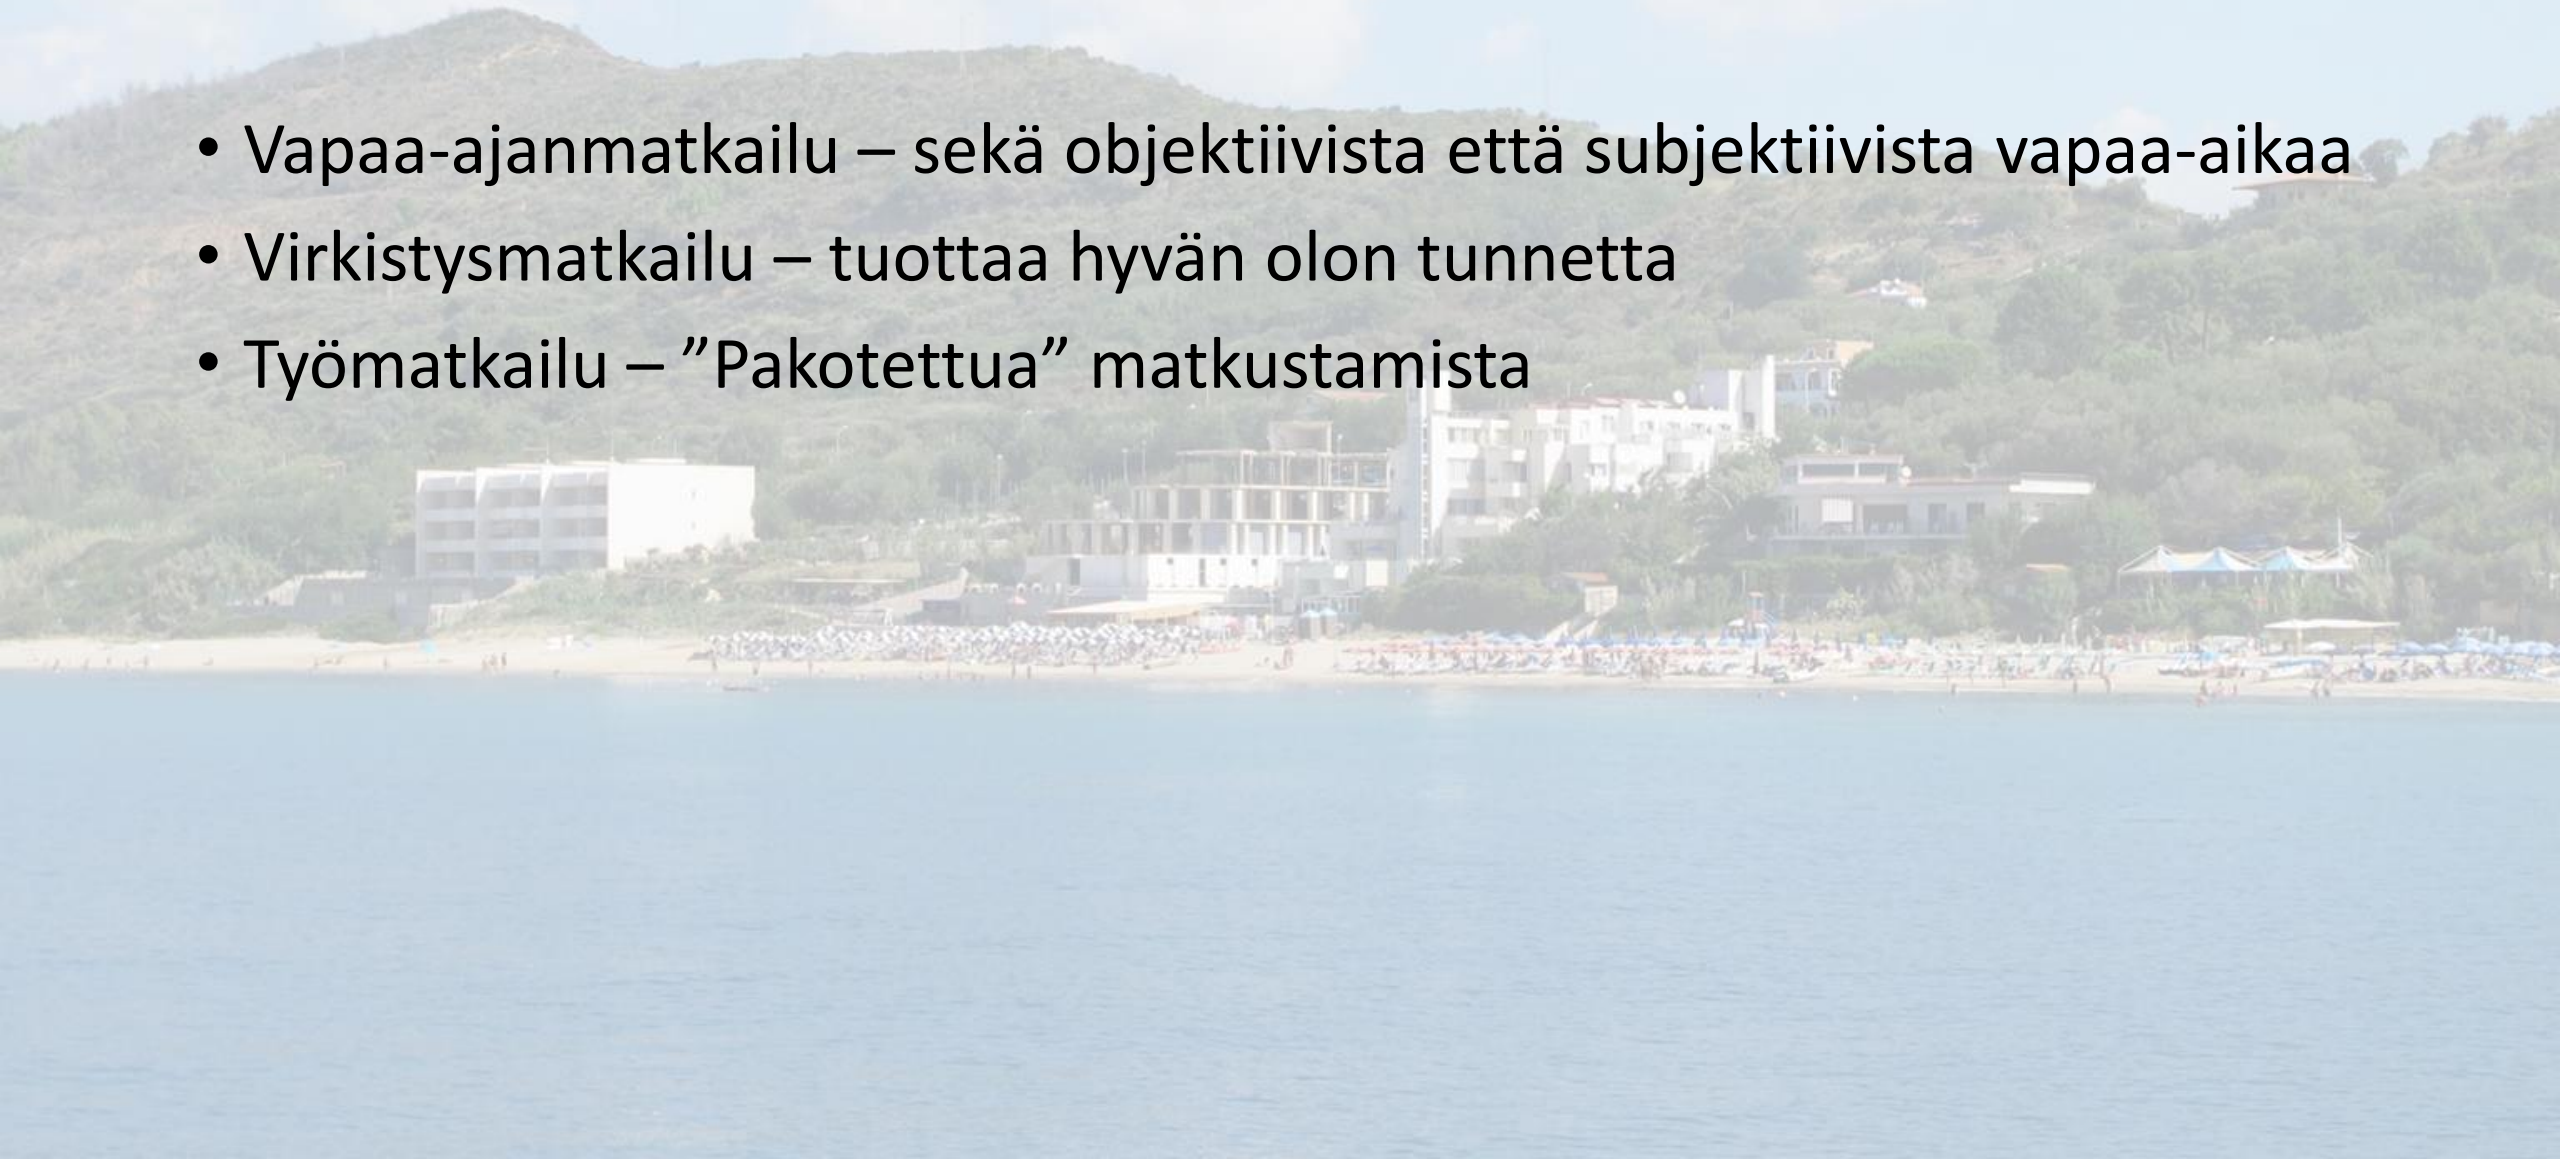 • Vapaa-ajanmatkailu – sekä objektiivista että subjektiivista vapaa-aikaa
• Virkistysmatkailu – tuottaa hyvän olon tunnetta
• Työmatkailu – ”Pakotettua” matkustamista